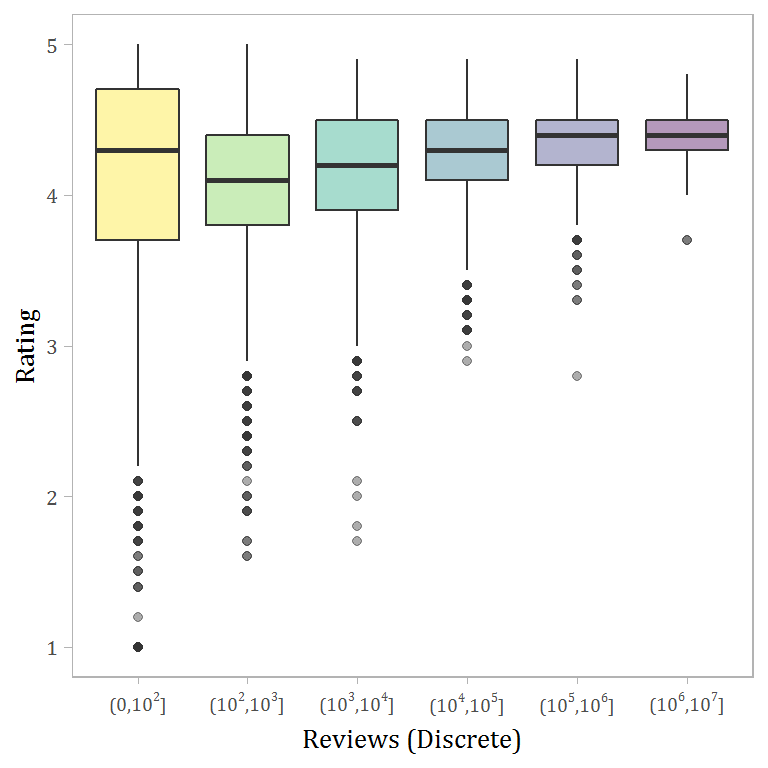 5
4
3
2
1
Rating
(0,10²] (10²,10³] (10³,10⁴] (10⁴,10⁵] (10⁵,10⁶] (10⁶,10⁷]
Reviews (Discrete)